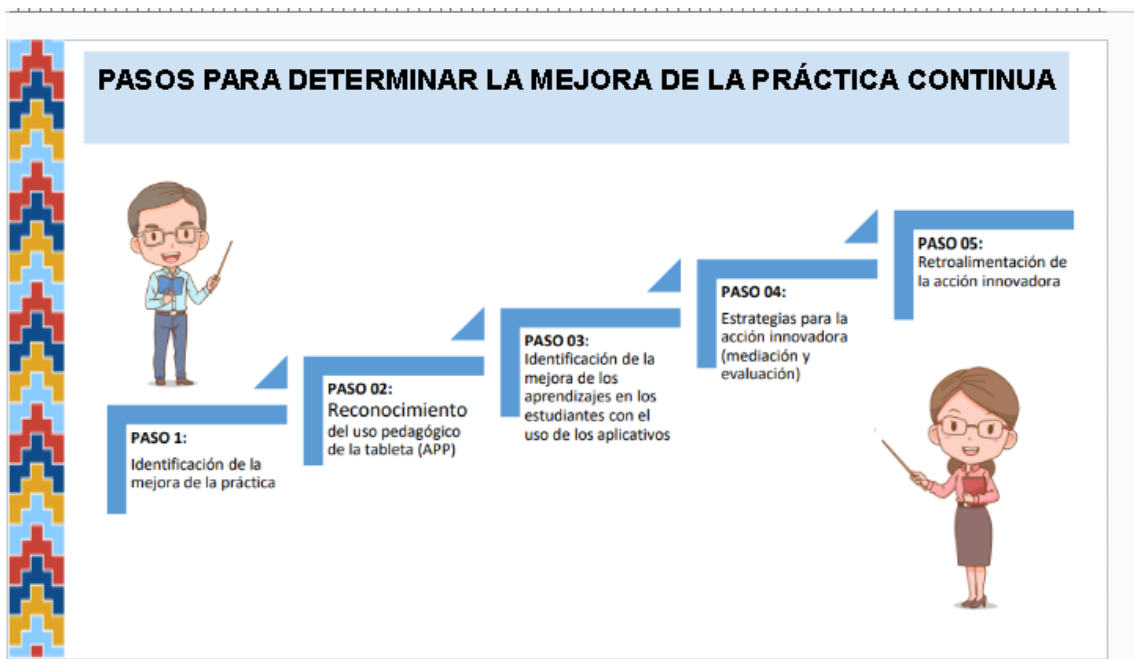 PASOS PARA DETERMINAR LA MEJORA DE LA PRÁCTICA CONTINUA
PASO 1:
Identificación de la
mejora de la práctica
PASO 02:
Reconocimiento
del uso pedagógico
de la tableta (APP)
PASO 03:
Identificación de la
mejora de los
aprendizajes en los
estudiantes con el
uso de los aplicativos
PASO 04:
Estrategias para la
acción innovadora
(mediación y
evaluación)
PASO 05:
Retroalimentación de
la acción innovadora